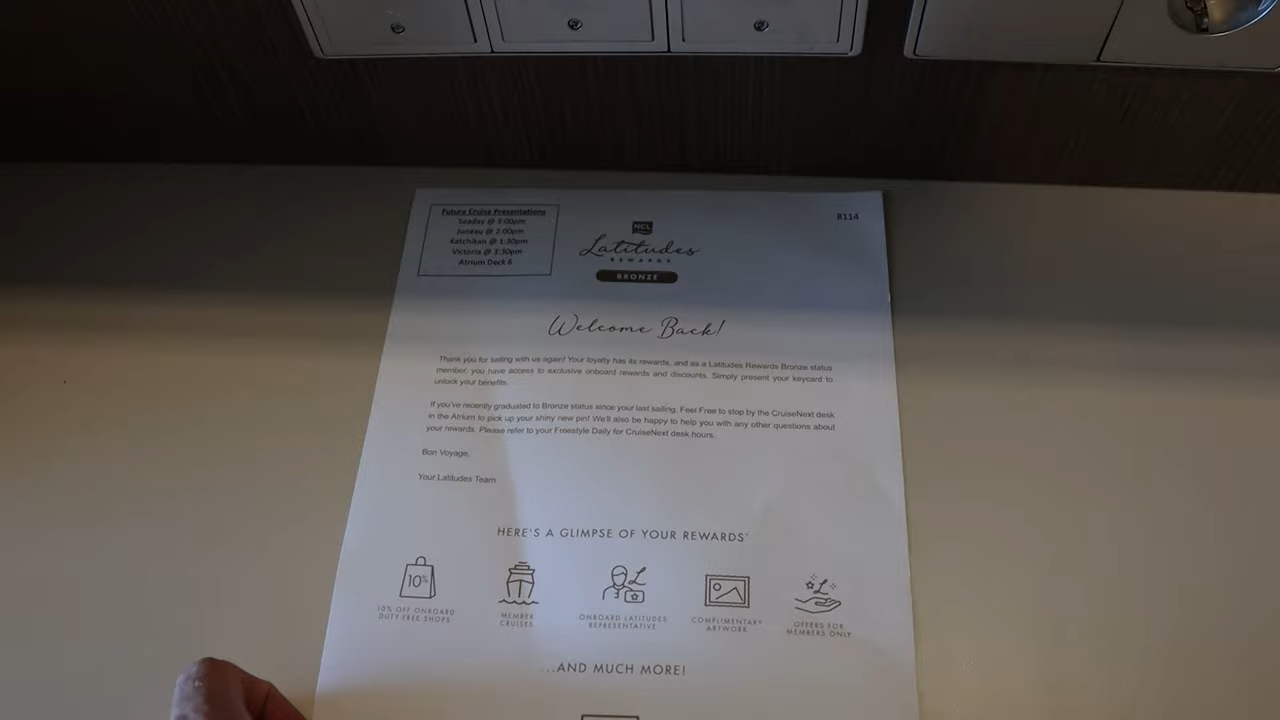 Future Cruise Presentations
Seaday @ 3:00pm
Juneau @ 2:00pm
Ketchikan @ 1:30pm
Victoria @ 3:30pm
Atrium Deck 6
8114
NCL
Latitudes
REWARDS
BRONZE
Welcome Back!
Thank you for sailing with us again! Your loyalty has its rewards, and as a Latitudes Rewards Bronze status
member, you have access to exclusive onboard rewards and discounts. Simply present your keycard to
unlock your benefits.
If you've recently graduated to Bronze status since your last sailing. Feel Free to stop by the CruiseNext desk
in the Atrium to pick up your shiny new pin! We'll also be happy to help you with any other questions about
your rewards. Please refer to your Freestyle Daily for CruiseNext desk hours.
Bon Voyage,
Your Latitudes Team
HERE'S A GLIMPSE OF YOUR REWARDS*
10%
10% OFF ONBOARD
DUTY-FREE SHOPS
MEMBER
CRUISES
ONBOARD LATITUDES
REPRESENTATIVE
COMPLIMENTARY
ARTWORK
OFFERS FOR
MEMBERS ONLY
...AND MUCH MORE!